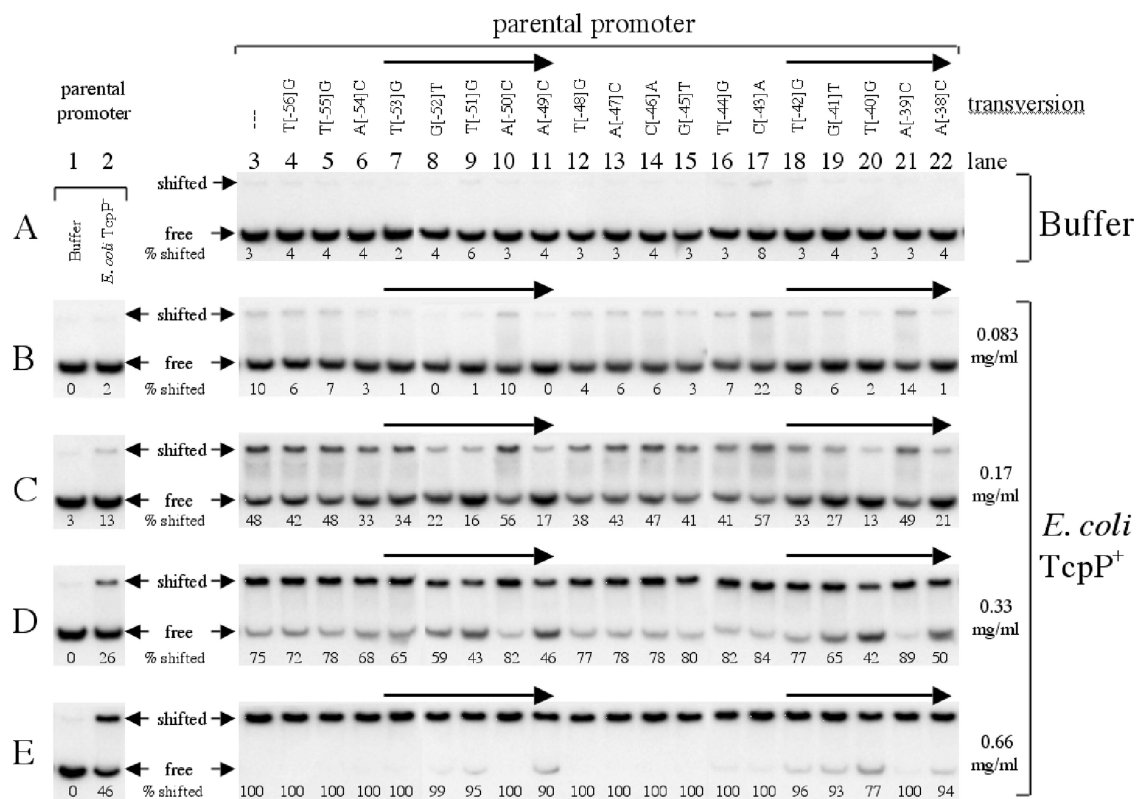 parental promoter
parental
promoter
--- T[-56]G T[-55]G A[-54]C T[-53]G G[-52]T T[-51]G A[-50]C A[-49]C T[-48]G A[-47]C C[-46]A G[-45]T T[-44]G C[-43]A T[-42]G G[-41]T T[-40]G A[-39]C A[-38]C transversion
1 2 3 4 5 6 7 8 9 10 11 12 13 14 15 16 17 18 19 20 21 22 lane
Buffer E. coli TcpP-
A shifted
free
% shifted 3 4 4 4 2 4 6 3 4 3 3 4 3 3 8 3 4 3 3 4
Buffer
B shifted
free
0 2 % shifted 10 6 7 3 1 0 1 10 0 4 6 6 3 7 22 8 6 2 14 1
0.083
mg/ml
C shifted
free
3 13 % shifted 48 42 48 33 34 22 16 56 17 38 43 47 41 41 57 33 27 13 49 21
0.17
mg/ml
D shifted
free
0 26 % shifted 75 72 78 68 65 59 43 82 46 77 78 78 80 82 84 77 65 42 89 50
0.33
mg/ml
E shifted
free
0 46 % shifted 100 100 100 100 100 99 95 100 90 100 100 100 100 100 100 96 93 77 100 94
0.66
mg/ml
E. coli
TcpP+